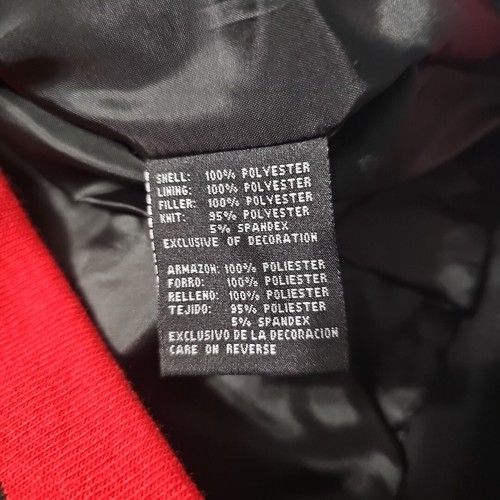 SHELL: 100% POLYESTER
LINING: 100% POLYESTER
FILLER: 100% POLYESTER
KNIT: 95% POLYESTER
5% SPANDEX
EXCLUSIVE OF DECORATION
ARMAZON: 100% POLIESTER
FORRO: 100% POLIESTER
RELLENO: 100% POLIESTER
TEJIDO: 95% POLIESTER
5% SPANDEX
EXCLUSIVO DE LA DECORACION
CARE ON REVERSE